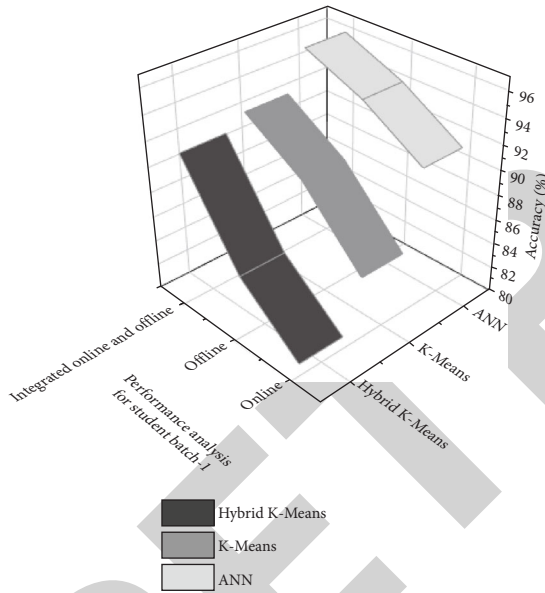 96
94
92
90
88
86
84
82
80
Accuracy (%)
ANN
K-Means
Hybrid K-Means
Integrated online and offline
Offline
Online
Performance analysis
for student batch-1
Hybrid K-Means
K-Means
ANN